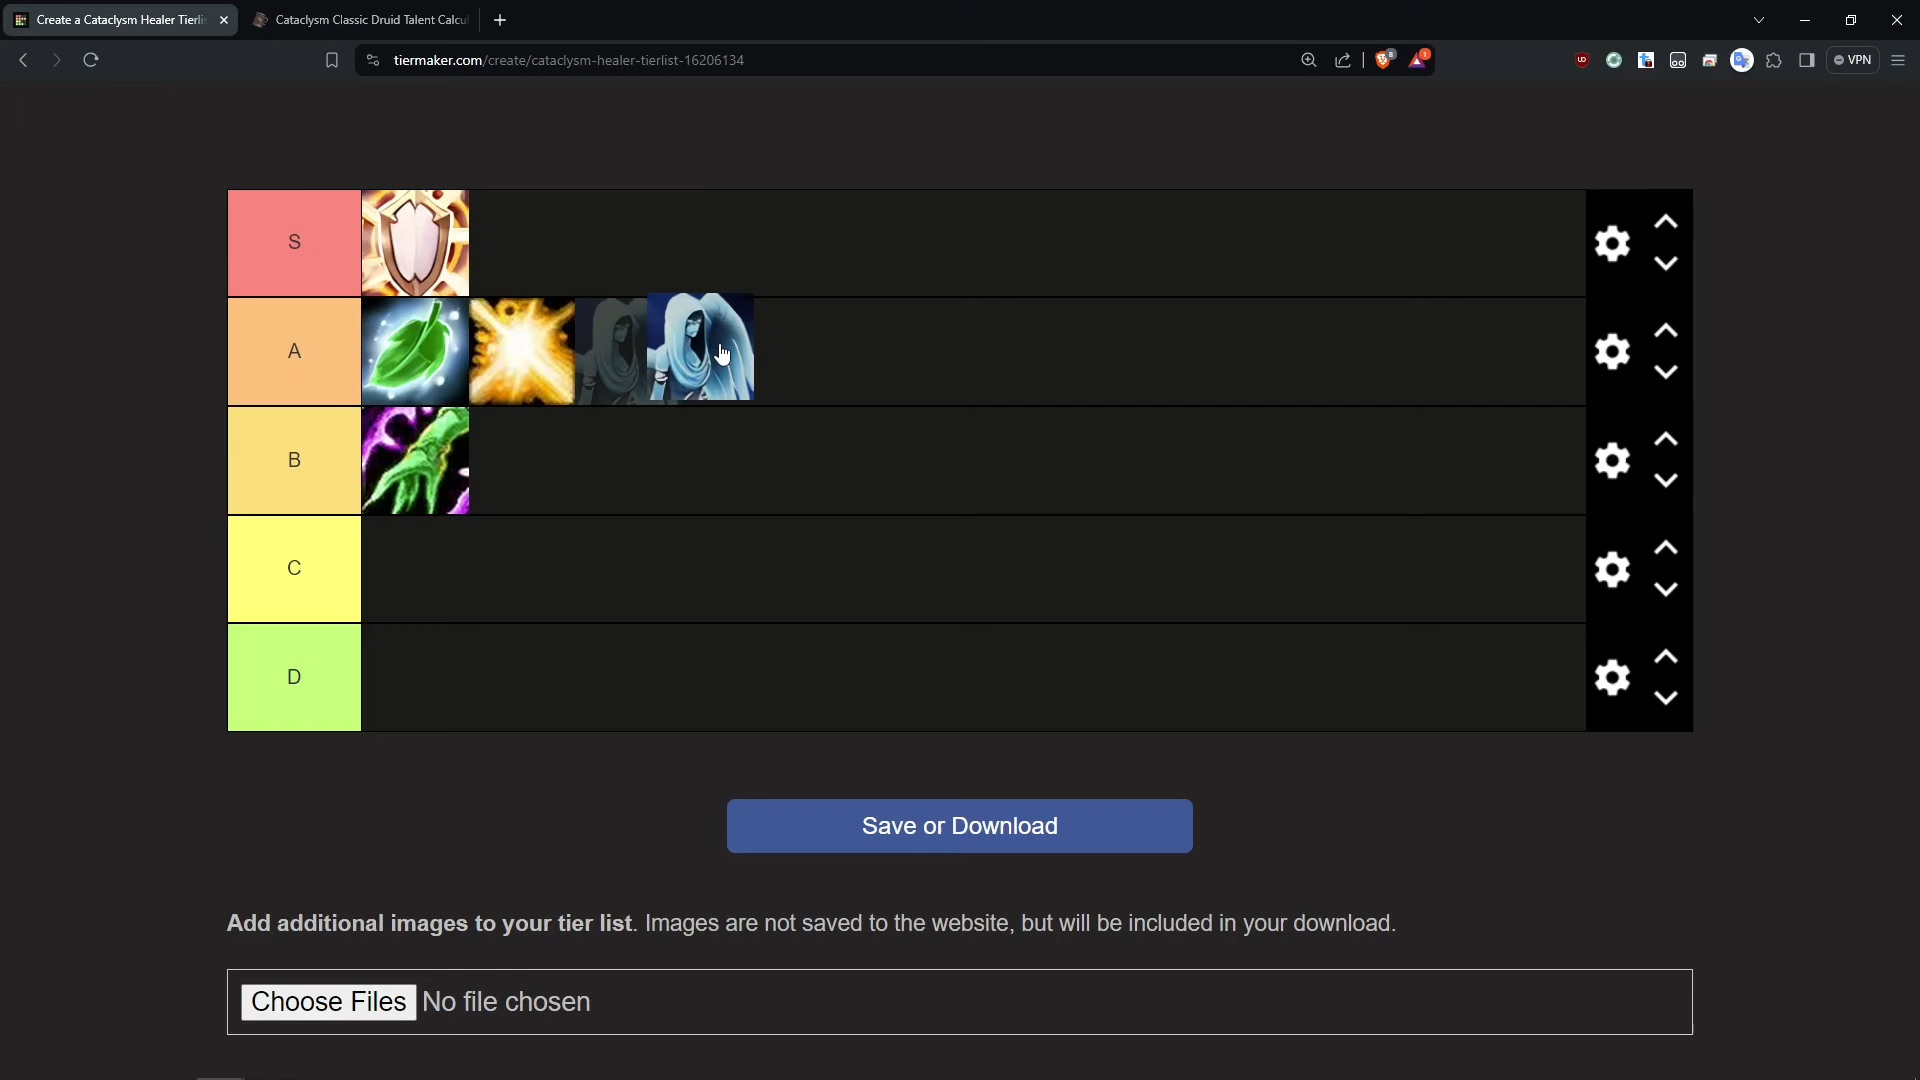 Create a Cataclysm Healer Tierli
Cataclysm Classic Druid Talent Calcu
tiermaker.com/create/cataclysm-healer-tierlist-16206134
8
1
VPN
S
A
B
C
D
Save or Download
Add additional images to your tier list. Images are not saved to the website, but will be included in your download.
Choose Files No file chosen